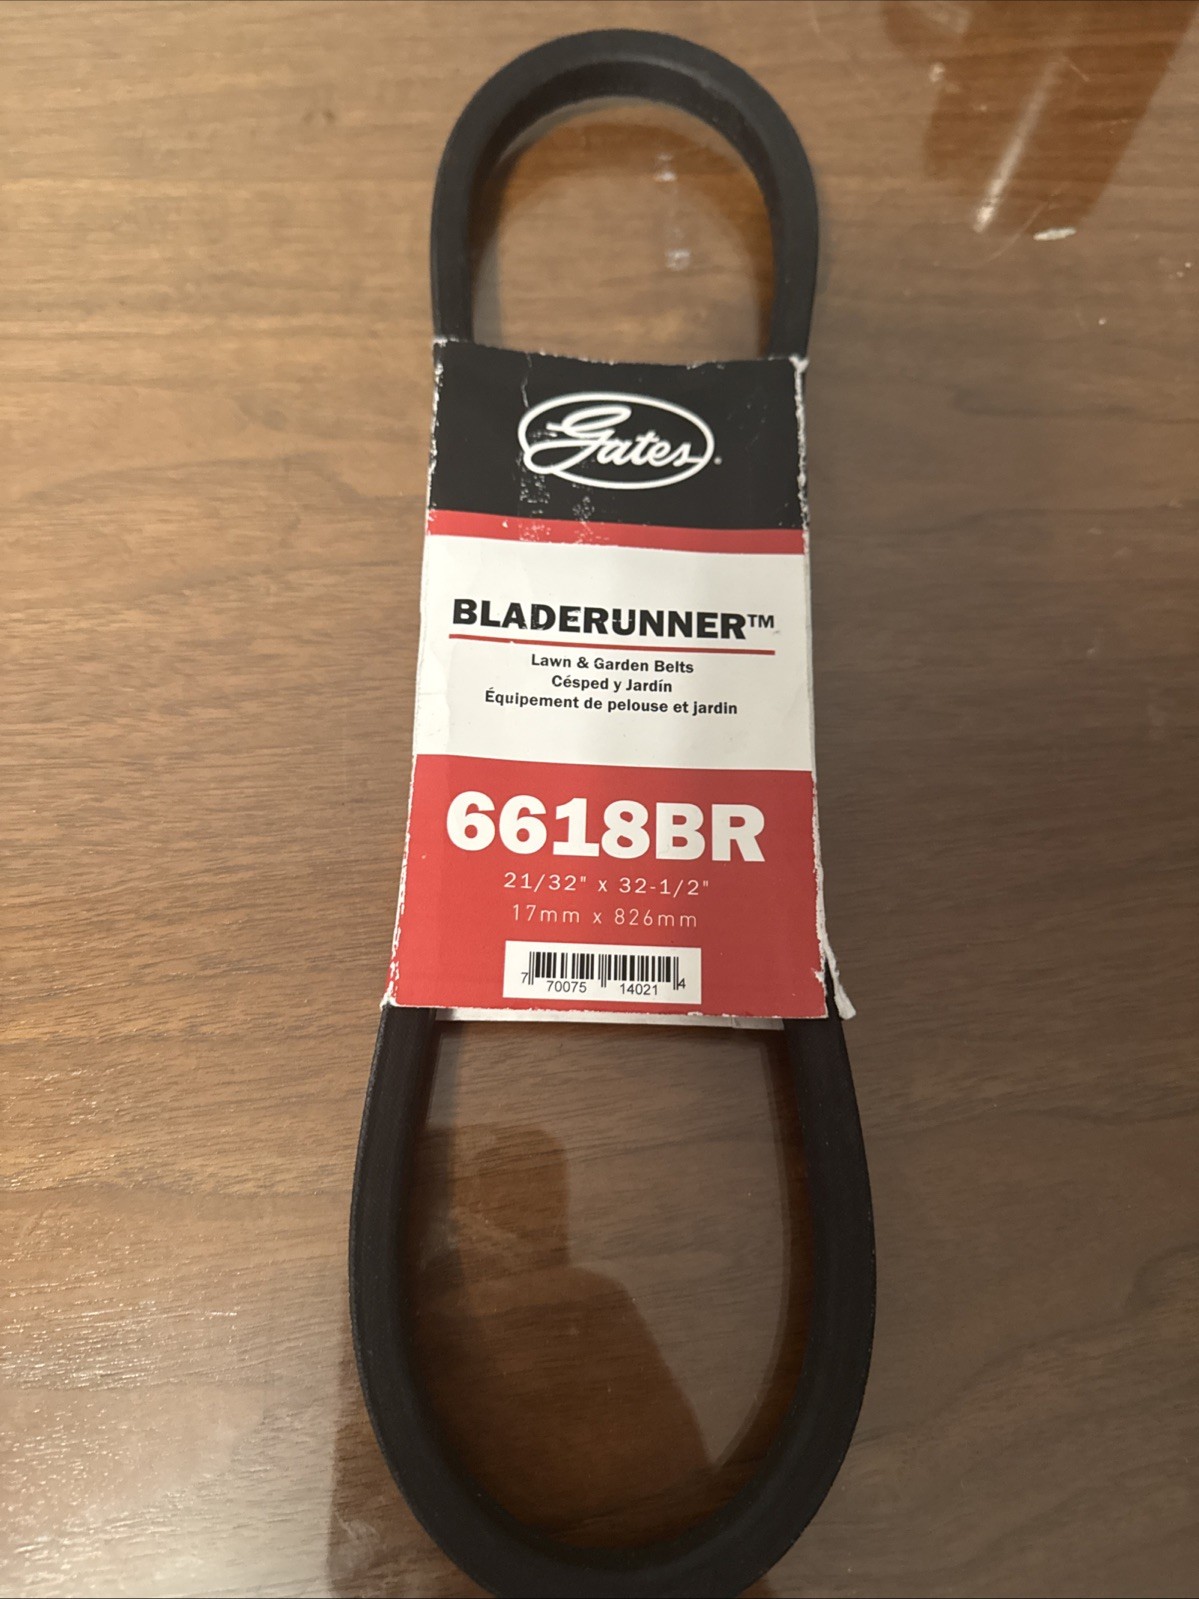 Gates
BLADERUNNER™
Lawn & Garden Belts
Césped y Jardín
Équipement de pelouse et jardin
6618BR
21/32" x 32-1/2"
17mm x 826mm
7 70075 14021 4